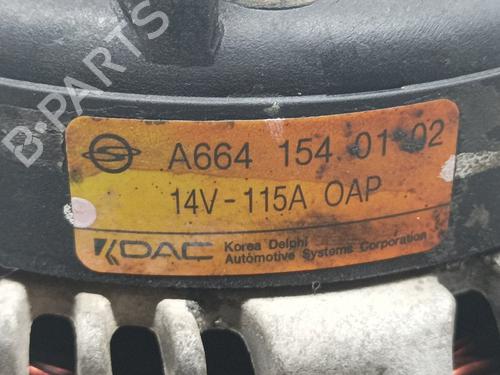 B-PARTS
A664 154 01 02
14V-115A OAP
KDAC Korea Delphi
Automotive Systems Corporation